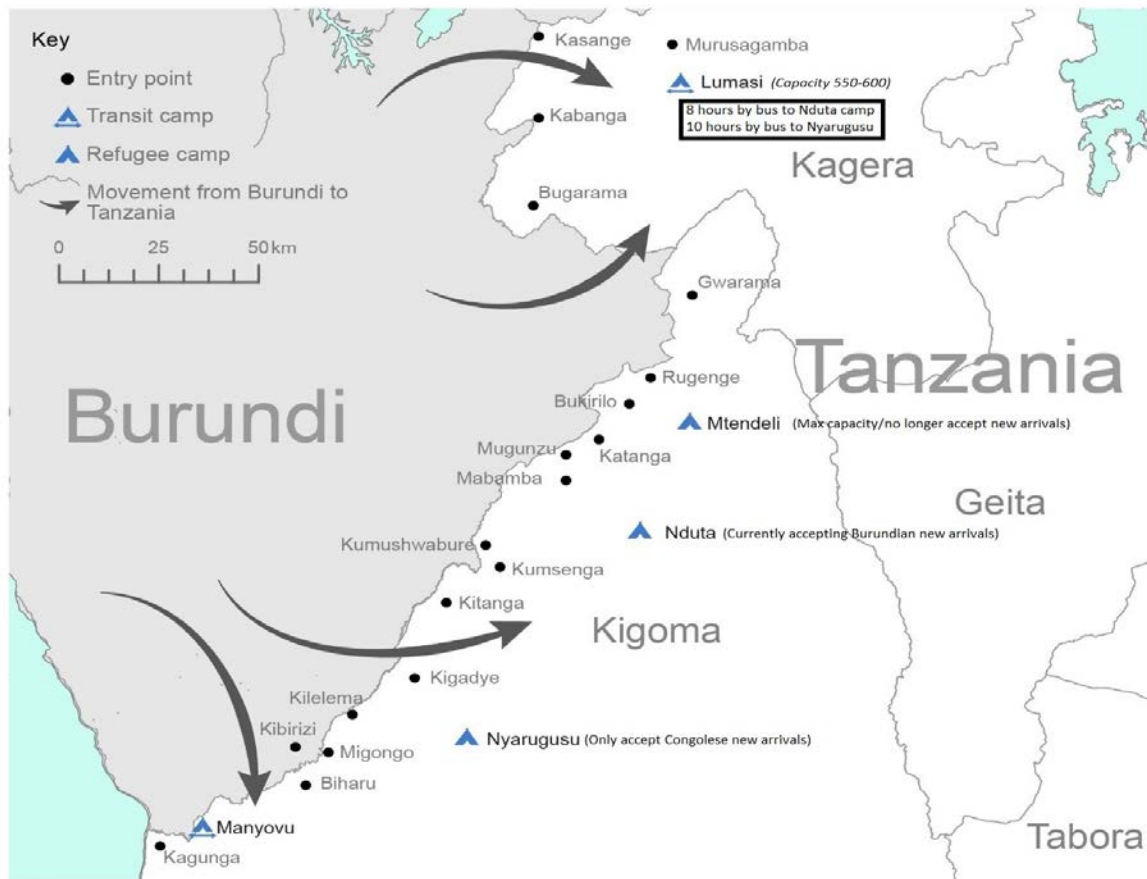 Key
Entry point
Transit camp
Refugee camp
Movement from Burundi to
Tanzania
0 25 50 km
Kasange
Murusagamba
Lumasi (Capacity 550-600)
8 hours by bus to Nduta camp
10 hours by bus to Nyarugusu
Kabanga
Kagera
Bugarama
Gwarama
Tanzania
Burundi
Rugenge
Bukirilo
Mtendeli (Max capacity/no longer accept new arrivals)
Mugunzu
Katanga
Mabamba
Geita
Nduta (Currently accepting Burundian new arrivals)
Kumushwabure
Kumsenga
Kitanga
Kigoma
Kigadye
Kilelema
Kibirizi
Nyarugusu (Only accept Congolese new arrivals)
Migongo
Biharu
Manyovu
Tabora
Kagunga